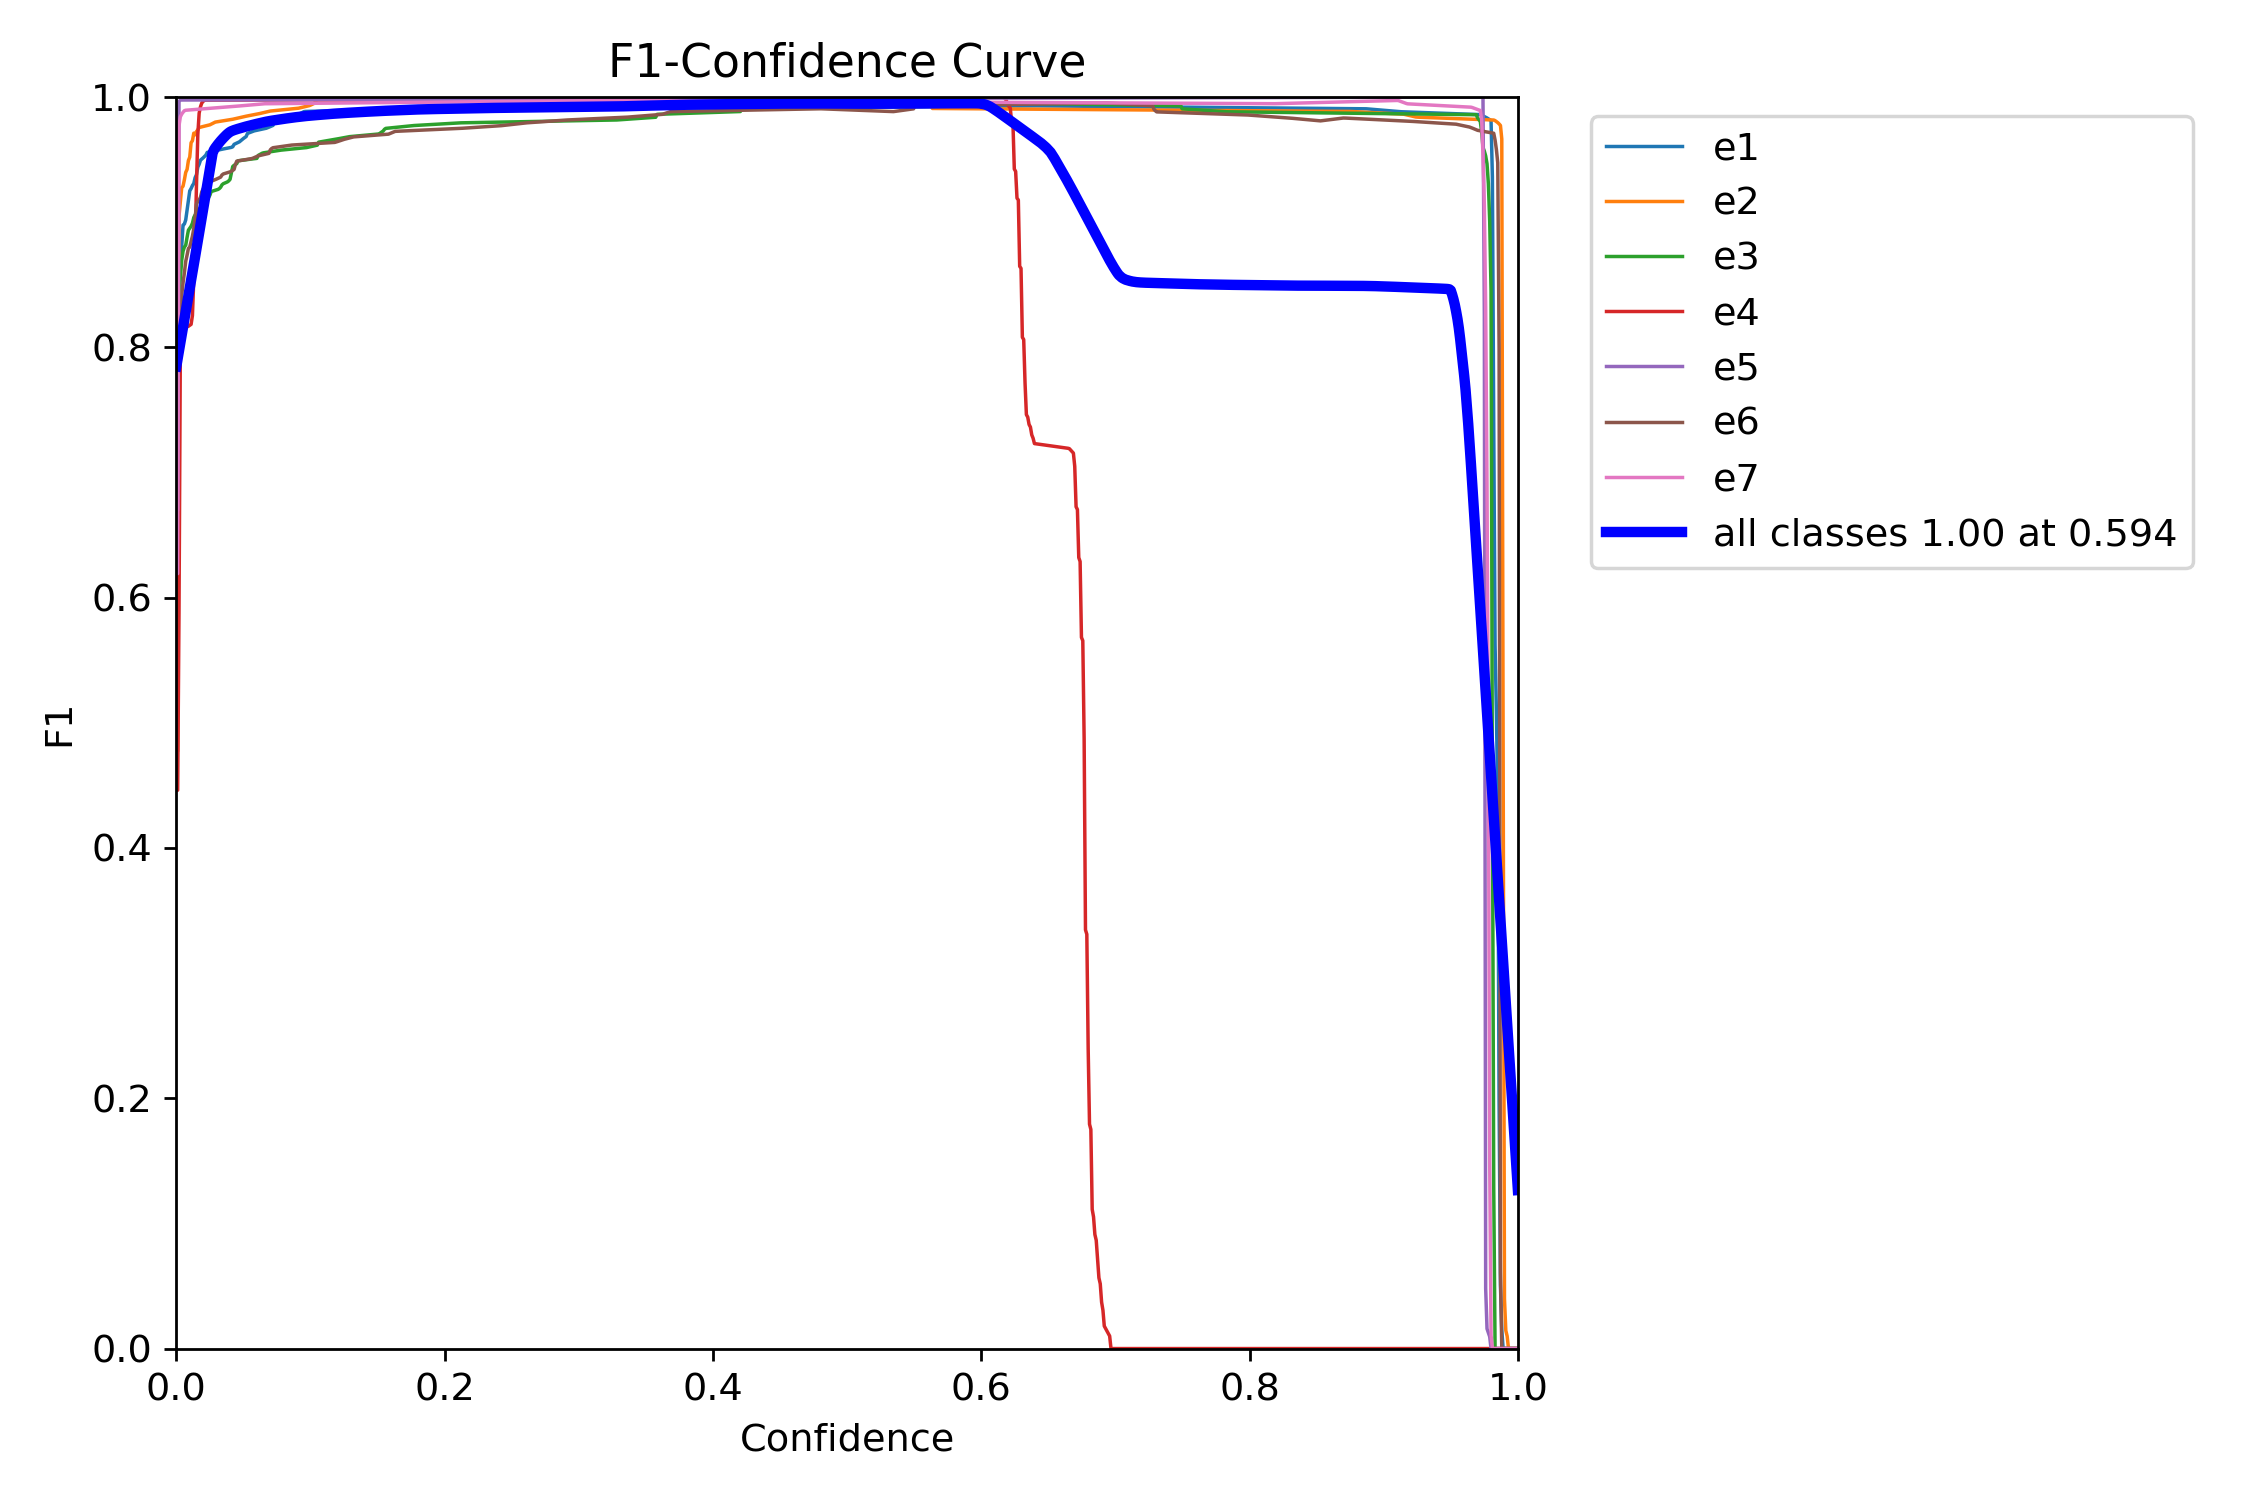 F1-Confidence Curve
1.0
0.8
0.6
0.4
0.2
0.0
F1
0.0 0.2 0.4 0.6 0.8 1.0
Confidence
e1
e2
e3
e4
e5
e6
e7
all classes 1.00 at 0.594